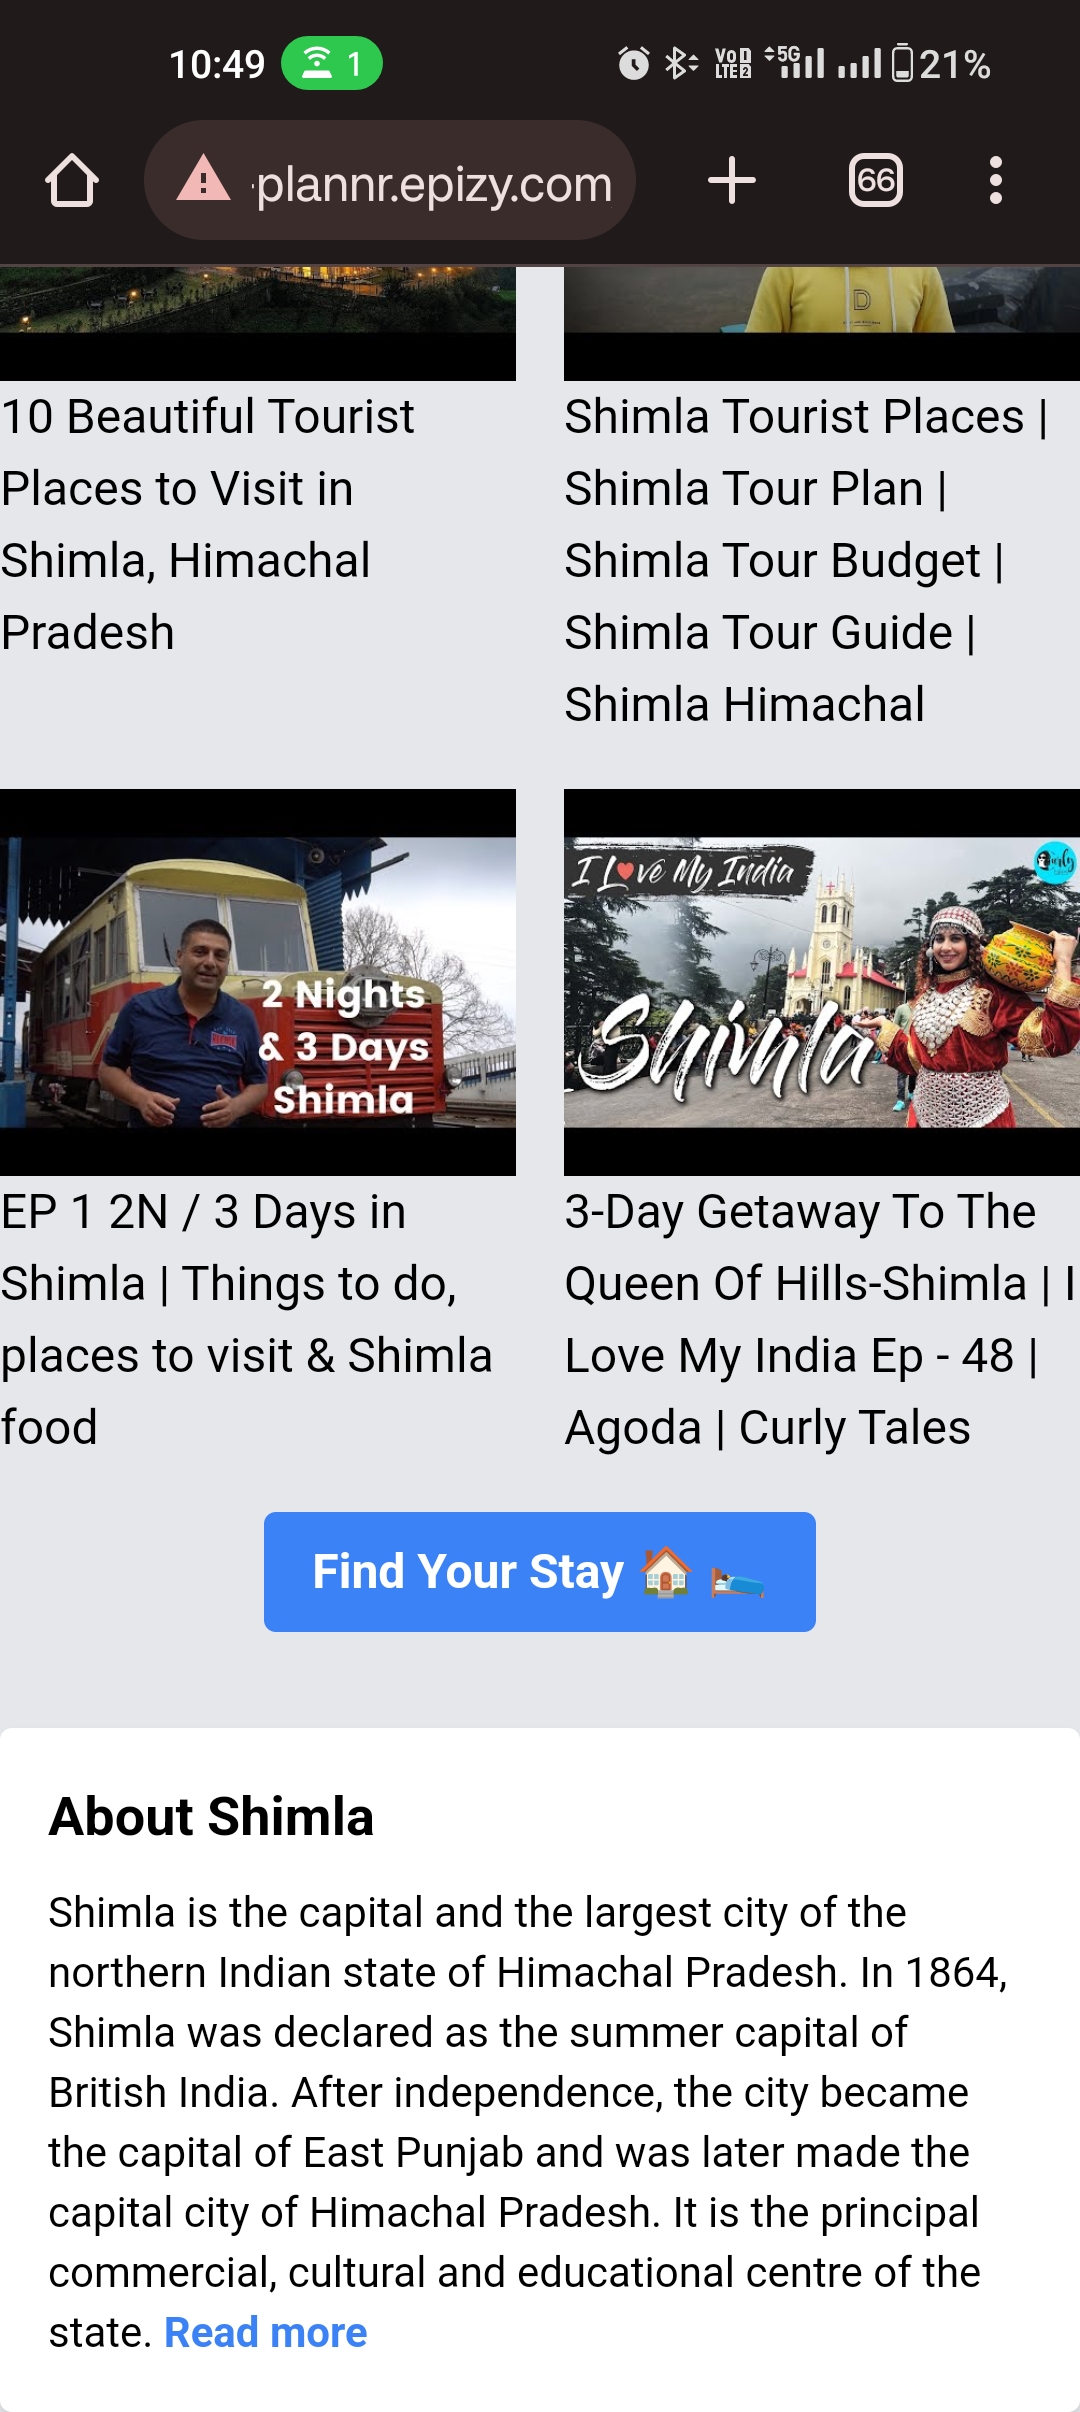 10:49
1
VoD
LTE 2
5G
21%
-plannr.epizy.com
66
D
10 Beautiful Tourist
Places to Visit in
Shimla, Himachal
Pradesh
Shimla Tourist Places |
Shimla Tour Plan |
Shimla Tour Budget |
Shimla Tour Guide |
Shimla Himachal
2 Nights
& 3 Days
Shimla
I L♥ve My India
Curly
Tales
Shimla
EP 1 2N / 3 Days in
Shimla | Things to do,
places to visit & Shimla
food
3-Day Getaway To The
Queen Of Hills-Shimla | I
Love My India Ep - 48 |
Agoda | Curly Tales
Find Your Stay 🏠 🛌
About Shimla
Shimla is the capital and the largest city of the
northern Indian state of Himachal Pradesh. In 1864,
Shimla was declared as the summer capital of
British India. After independence, the city became
the capital of East Punjab and was later made the
capital city of Himachal Pradesh. It is the principal
commercial, cultural and educational centre of the
state. Read more